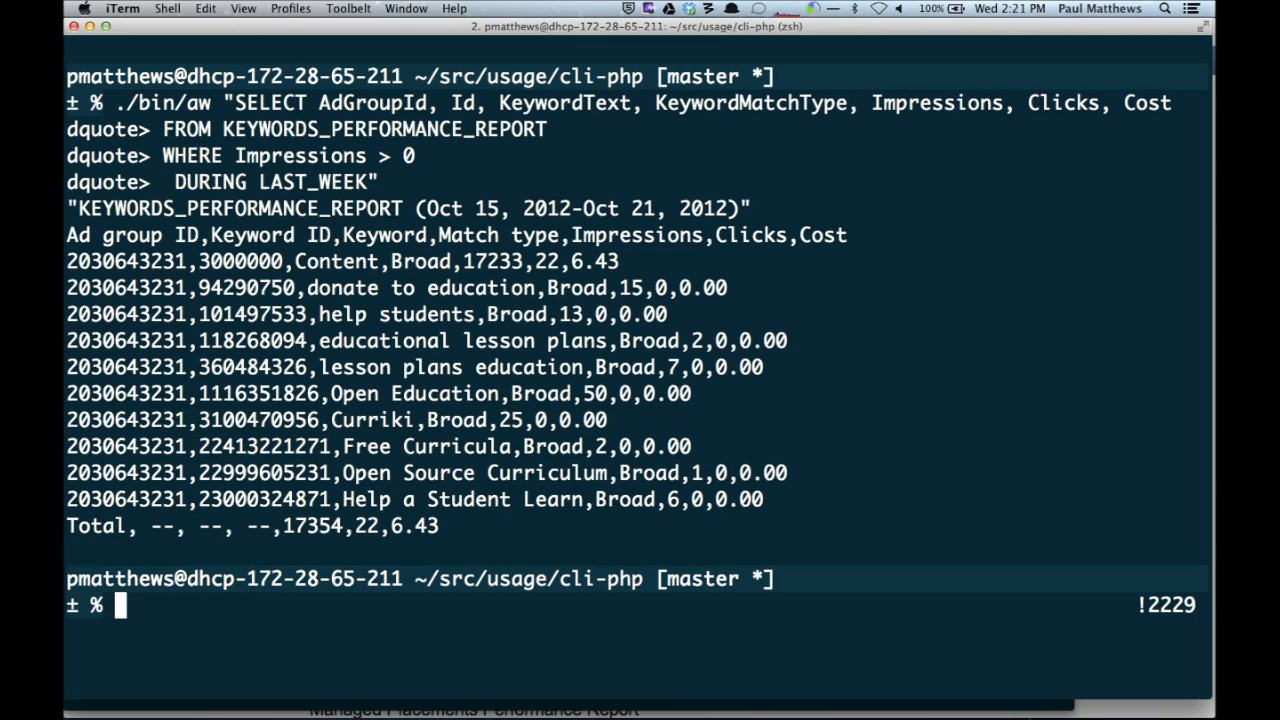 iTerm Shell Edit View Profiles Toolbelt Window Help 100% Wed 2:21 PM Paul Matthews
2. pmatthews@dhcp-172-28-65-211: ~/src/usage/cli-php (zsh)
pmatthews@dhcp-172-28-65-211 ~/src/usage/cli-php [master *]
± % ./bin/aw "SELECT AdGroupId, Id, KeywordText, KeywordMatchType, Impressions, Clicks, Cost
dquote> FROM KEYWORDS_PERFORMANCE_REPORT
dquote> WHERE Impressions > 0
dquote>  DURING LAST_WEEK"
"KEYWORDS_PERFORMANCE_REPORT (Oct 15, 2012-Oct 21, 2012)"
Ad group ID,Keyword ID,Keyword,Match type,Impressions,Clicks,Cost
2030643231,3000000,Content,Broad,17233,22,6.43
2030643231,94290750,donate to education,Broad,15,0,0.00
2030643231,101497533,help students,Broad,13,0,0.00
2030643231,118268094,educational lesson plans,Broad,2,0,0.00
2030643231,360484326,lesson plans education,Broad,7,0,0.00
2030643231,1116351826,Open Education,Broad,50,0,0.00
2030643231,3100470956,Curriki,Broad,25,0,0.00
2030643231,22413221271,Free Curricula,Broad,2,0,0.00
2030643231,22999605231,Open Source Curriculum,Broad,1,0,0.00
2030643231,23000324871,Help a Student Learn,Broad,6,0,0.00
Total, --, --, --,17354,22,6.43
pmatthews@dhcp-172-28-65-211 ~/src/usage/cli-php [master *]
± % !2229
Managed Placements Performance Report